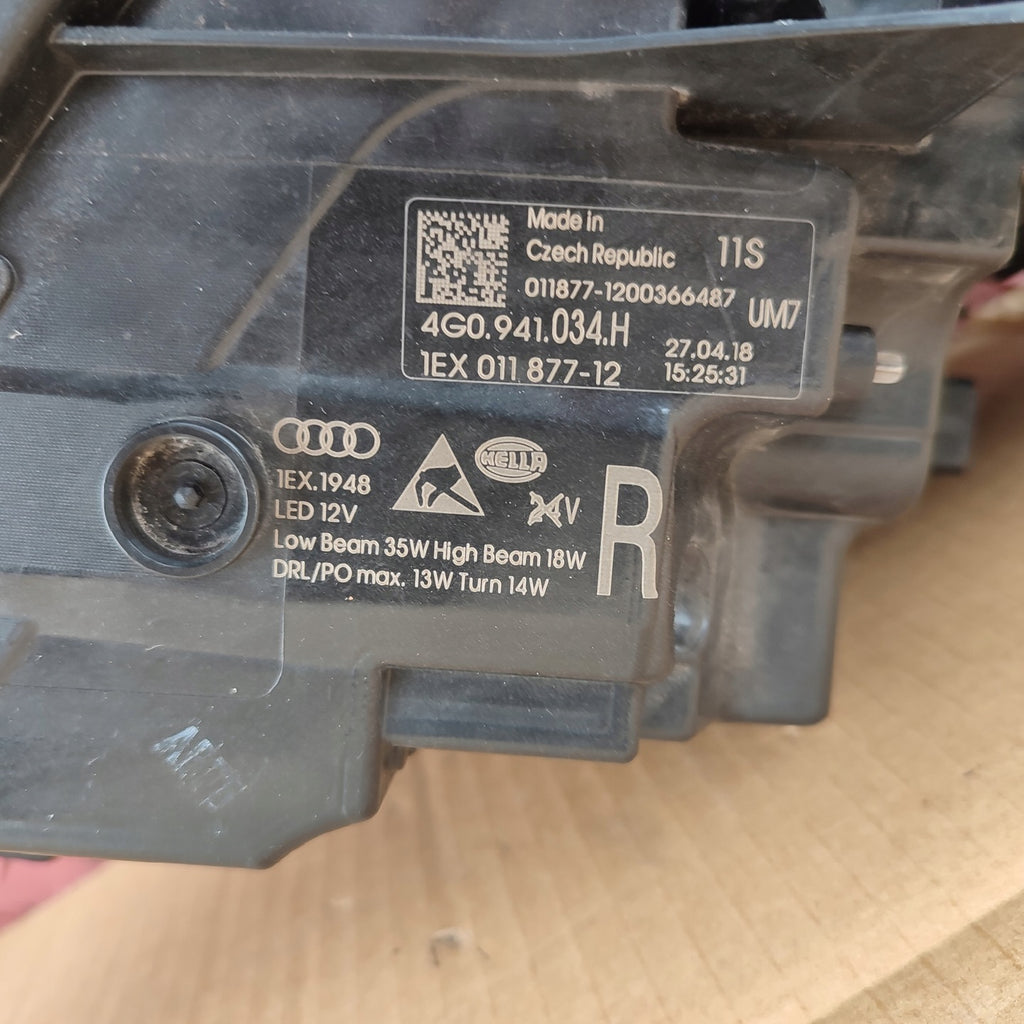 Made in
Czech Republic
11S
011877-1200366487
UM7
4G0.941.034.H
27.04.18
1EX 011 877-12
15:25:31
HELLA
1EX.1948
LED 12V
24V
R
Low Beam 35W High Beam 18W
DRL/PO max. 13W Turn 14W